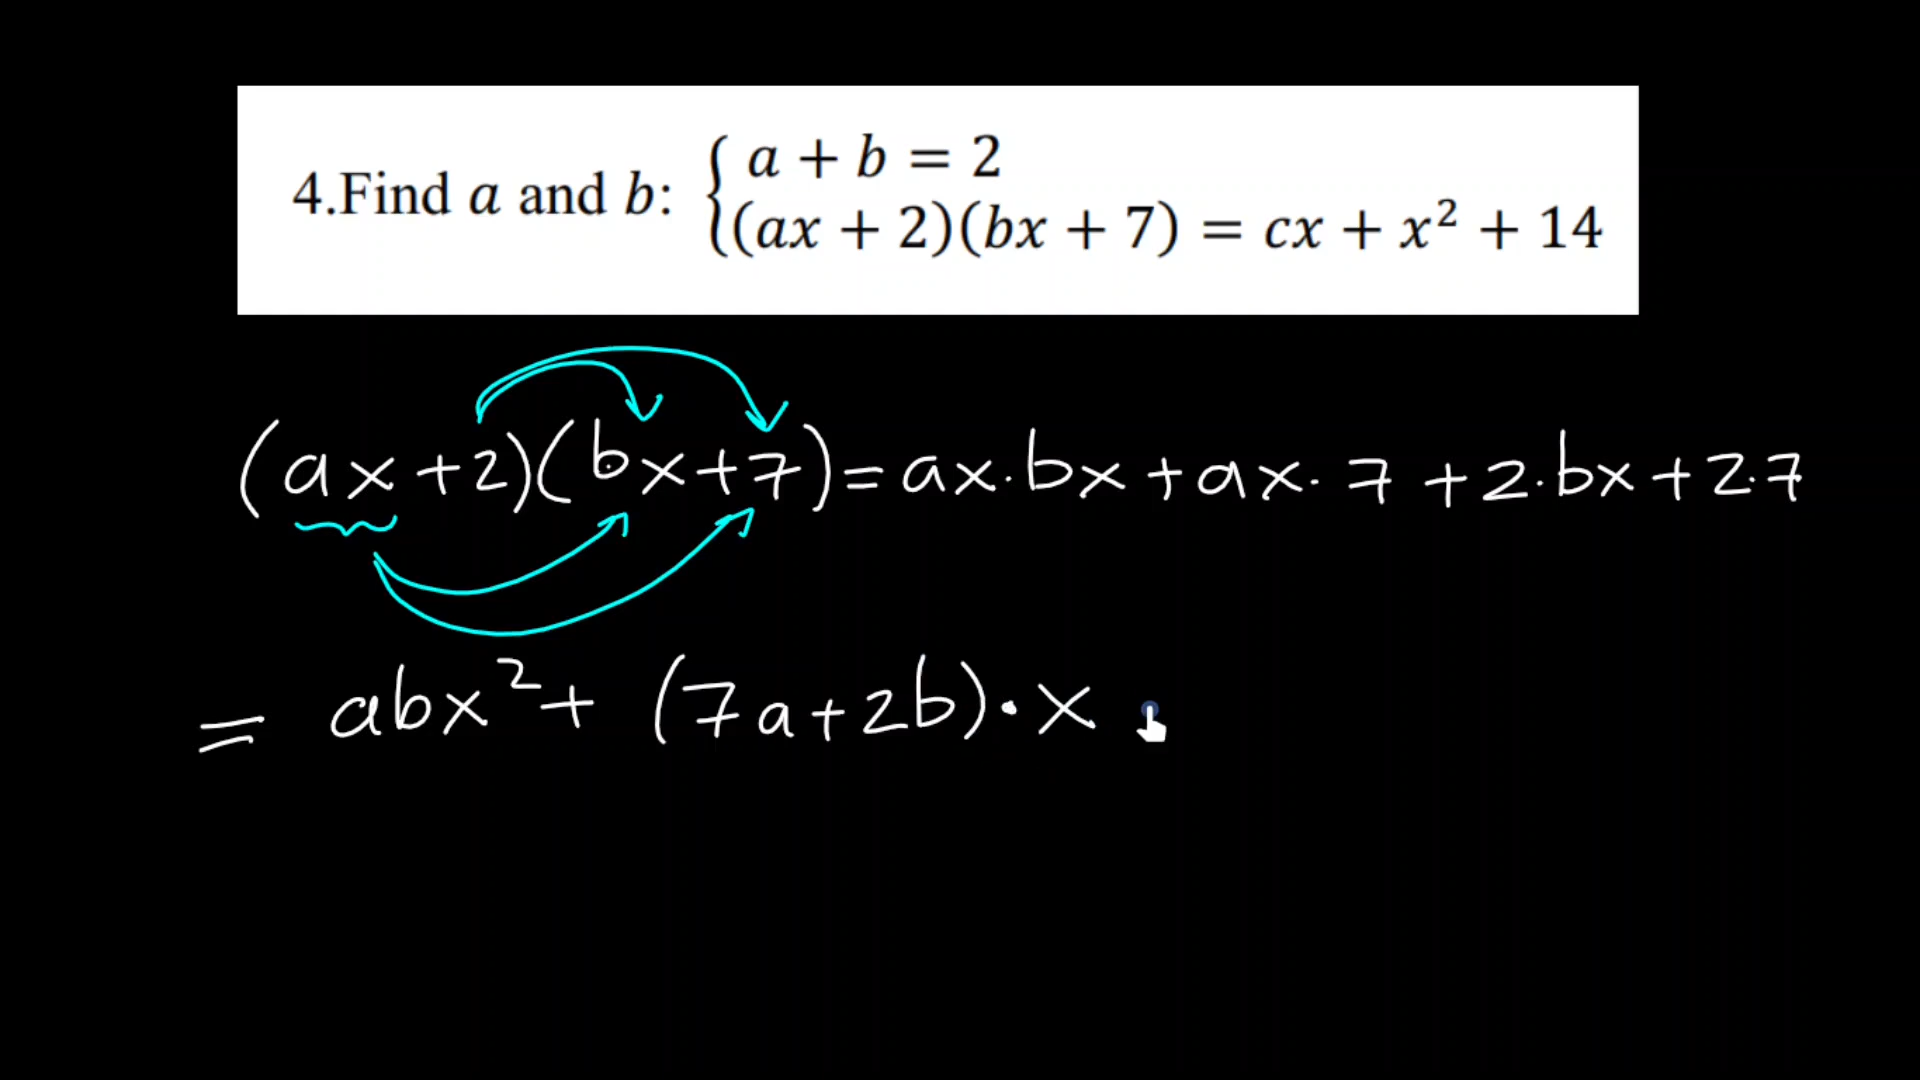 4.Find a and b: { a + b = 2
(ax + 2)(bx + 7) = cx + x² + 14
(ax+2)(bx+7)=ax·bx+ax·7+2·bx+2·7
= abx²+ (7a+2b)·x